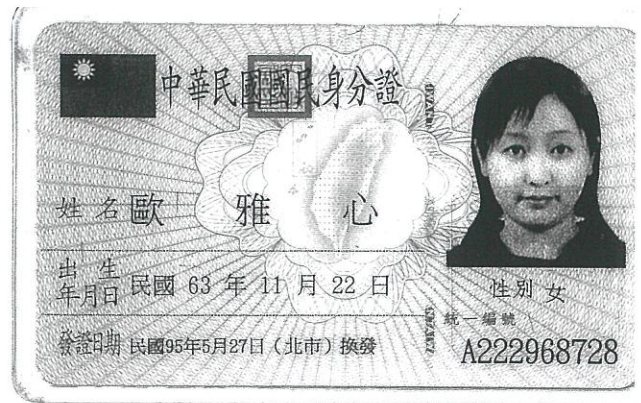 中華民國國民身分證
姓名 歐雅心
出生年月日 民國 63 年 11 月 22 日
性別 女
統一編號
發證日期 民國95年5月27日（北市）換發
A222968728